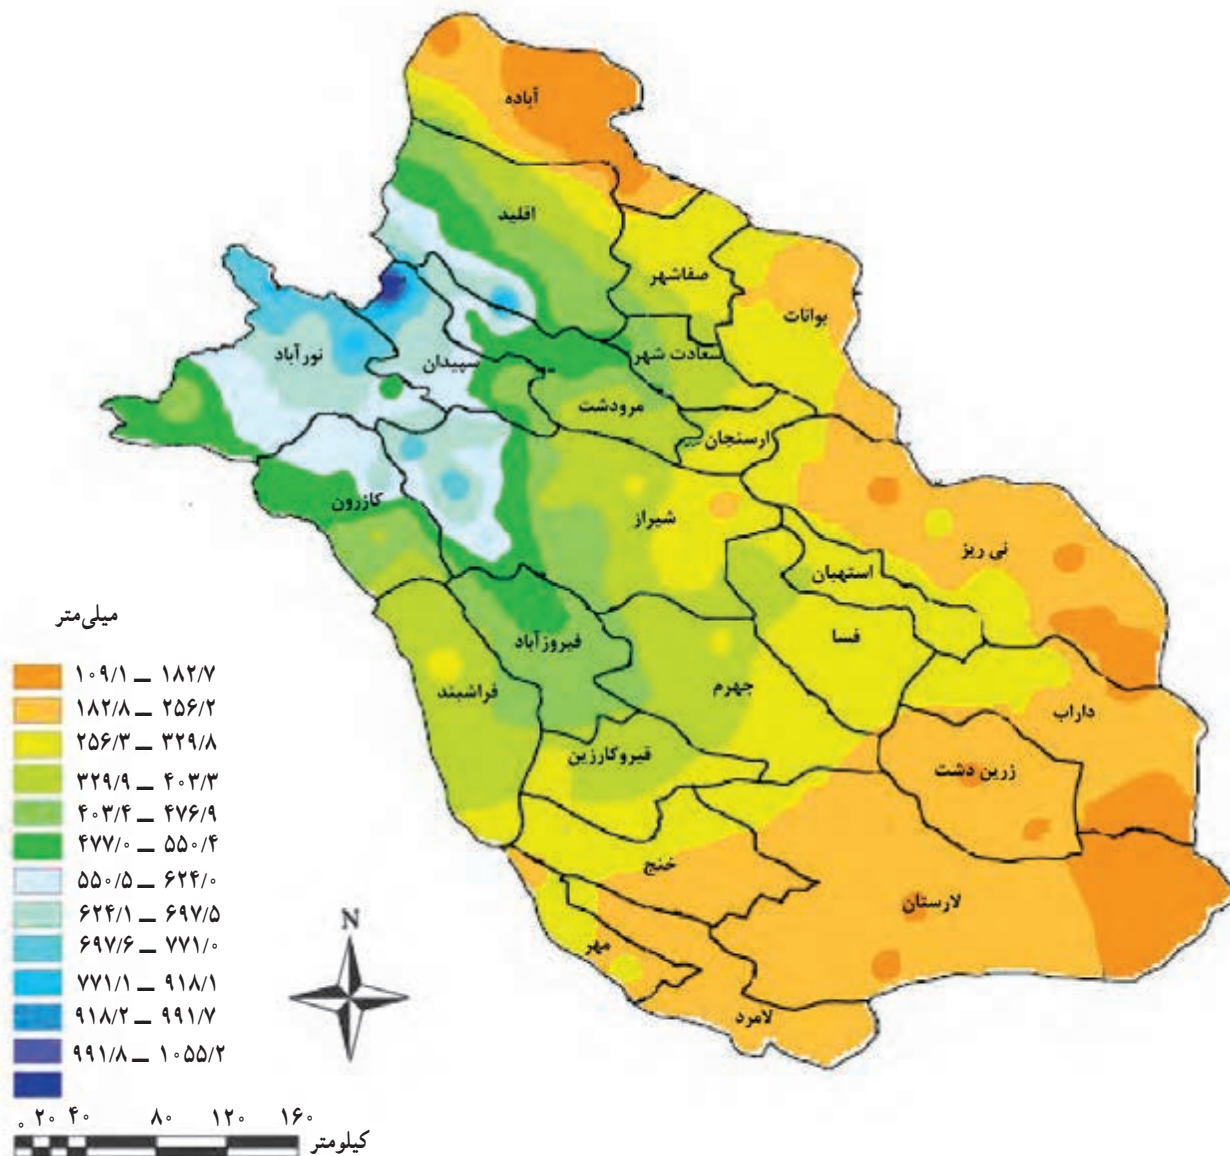 آباده
اقلید
صفاشهر
بوانات
نورآباد
سپیدان
سعادت شهر
مرودشت
ارسنجان
کازرون
شیراز
نی ریز
استهبان
فیروزآباد
فسا
جهرم
فراشبند
داراب
قیروکارزین
زرین دشت
خنج
لارستان
مهر
لامرد
میلی‌متر
۱۰۹/۱ – ۱۸۲/۷
۱۸۲/۸ – ۲۵۶/۲
۲۵۶/۳ – ۳۲۹/۸
۳۲۹/۹ – ۴۰۳/۳
۴۰۳/۴ – ۴۷۶/۹
۴۷۷/۰ – ۵۵۰/۴
۵۵۰/۵ – ۶۲۴/۰
۶۲۴/۱ – ۶۹۷/۵
۶۹۷/۶ – ۷۷۱/۰
۷۷۱/۱ – ۹۱۸/۱
۹۱۸/۲ – ۹۹۱/۷
۹۹۱/۸ – ۱۰۵۵/۲
N
۰ ۲۰ ۴۰ ۸۰ ۱۲۰ ۱۶۰
کیلومتر